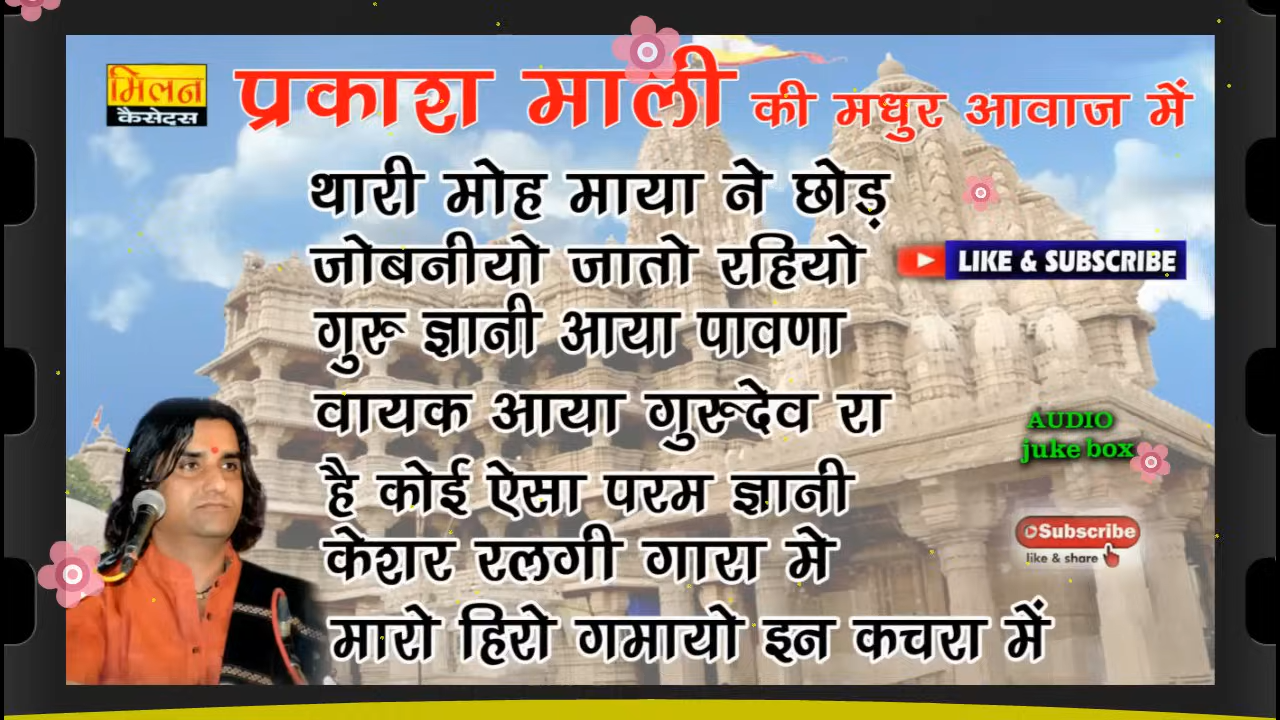 मिलन
कैसेट्स
प्रकाश माली की मधुर आवाज में
थारी मोह माया ने छोड़
जोबनीयो जातो रहियो
LIKE & SUBSCRIBE
गुरू ज्ञानी आया पावणा
वायक आया गुरूदेव रा
AUDIO
juke box
है कोई ऐसा परम ज्ञानी
केशर रलगी गारा मे
Subscribe
like & share
मारो हिरो गमायो इन कचरा में